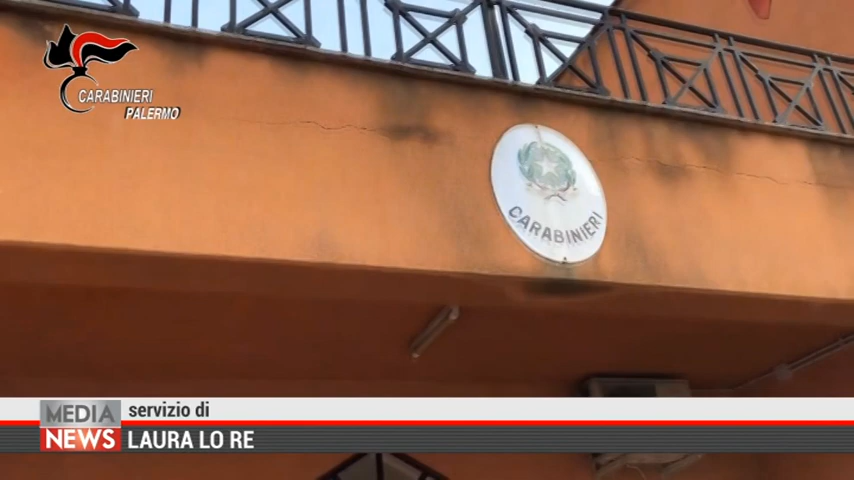 CARABINIERI
PALERMO
CARABINIERI
MEDIA
NEWS
servizio di
LAURA LO RE